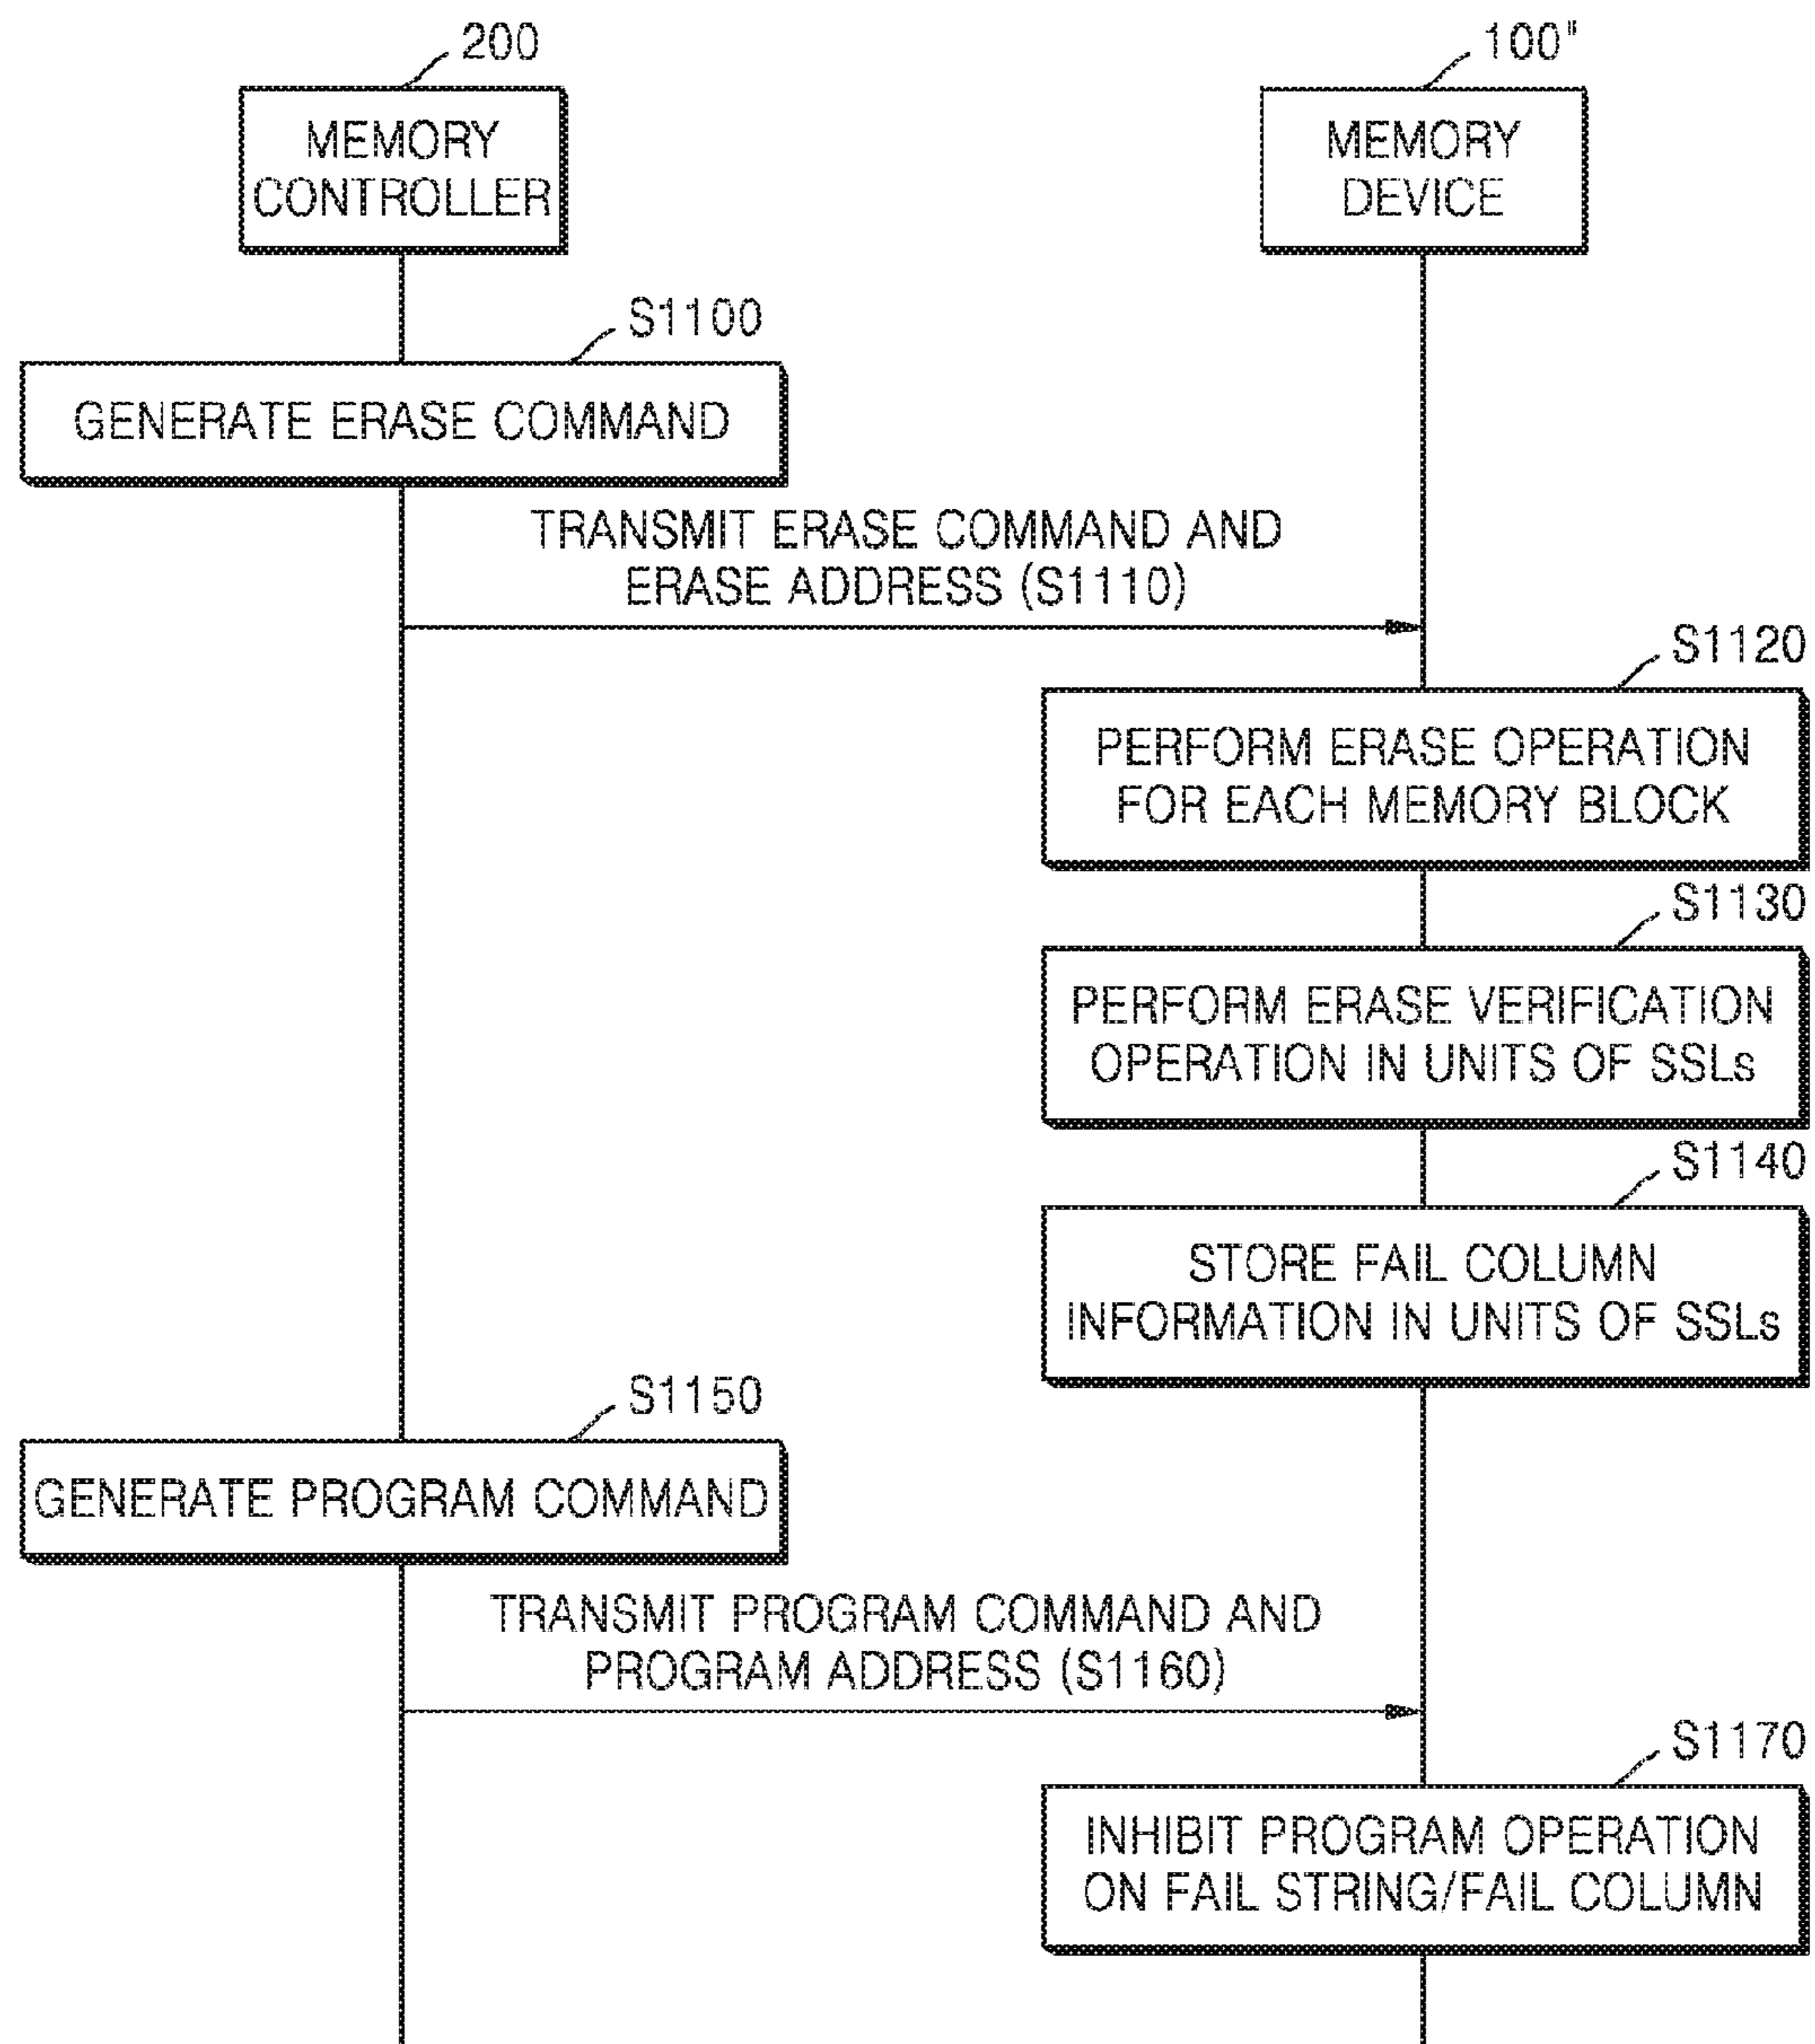 200
100"
MEMORY
CONTROLLER
MEMORY
DEVICE
S1100
GENERATE ERASE COMMAND
TRANSMIT ERASE COMMAND AND
ERASE ADDRESS (S1110)
S1120
PERFORM ERASE OPERATION
FOR EACH MEMORY BLOCK
S1130
PERFORM ERASE VERIFICATION
OPERATION IN UNITS OF SSLs
S1140
STORE FAIL COLUMN
INFORMATION IN UNITS OF SSLs
S1150
GENERATE PROGRAM COMMAND
TRANSMIT PROGRAM COMMAND AND
PROGRAM ADDRESS (S1160)
S1170
INHIBIT PROGRAM OPERATION
ON FAIL STRING/FAIL COLUMN